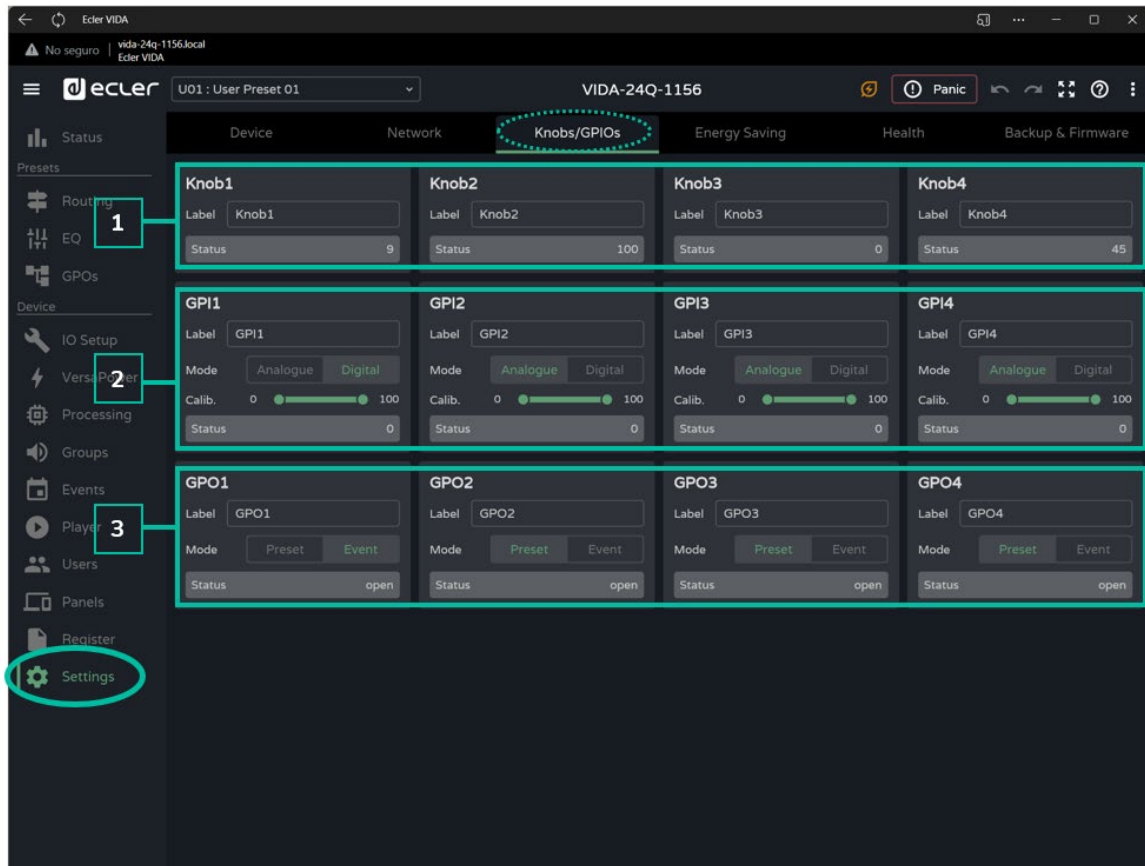 Ecler VIDA
No seguro | vida-24q-1156.local
Ecler VIDA
ecler U01 : User Preset 01 VIDA-24Q-1156 Panic
Status Device Network Knobs/GPIOs Energy Saving Health Backup & Firmware
Presets
Routing
EQ
GPOs
Device
IO Setup
VersaPower
Processing
Groups
Events
Player
Users
Panels
Register
Settings
1
Knob1 Knob2 Knob3 Knob4
Label Knob1 Label Knob2 Label Knob3 Label Knob4
Status 9 Status 100 Status 0 Status 45
2
GPI1 GPI2 GPI3 GPI4
Label GPI1 Label GPI2 Label GPI3 Label GPI4
Mode Analogue Digital Mode Analogue Digital Mode Analogue Digital Mode Analogue Digital
Calib. 0 100 Calib. 0 100 Calib. 0 100 Calib. 0 100
Status 0 Status 0 Status 0 Status 0
3
GPO1 GPO2 GPO3 GPO4
Label GPO1 Label GPO2 Label GPO3 Label GPO4
Mode Preset Event Mode Preset Event Mode Preset Event Mode Preset Event
Status open Status open Status open Status open